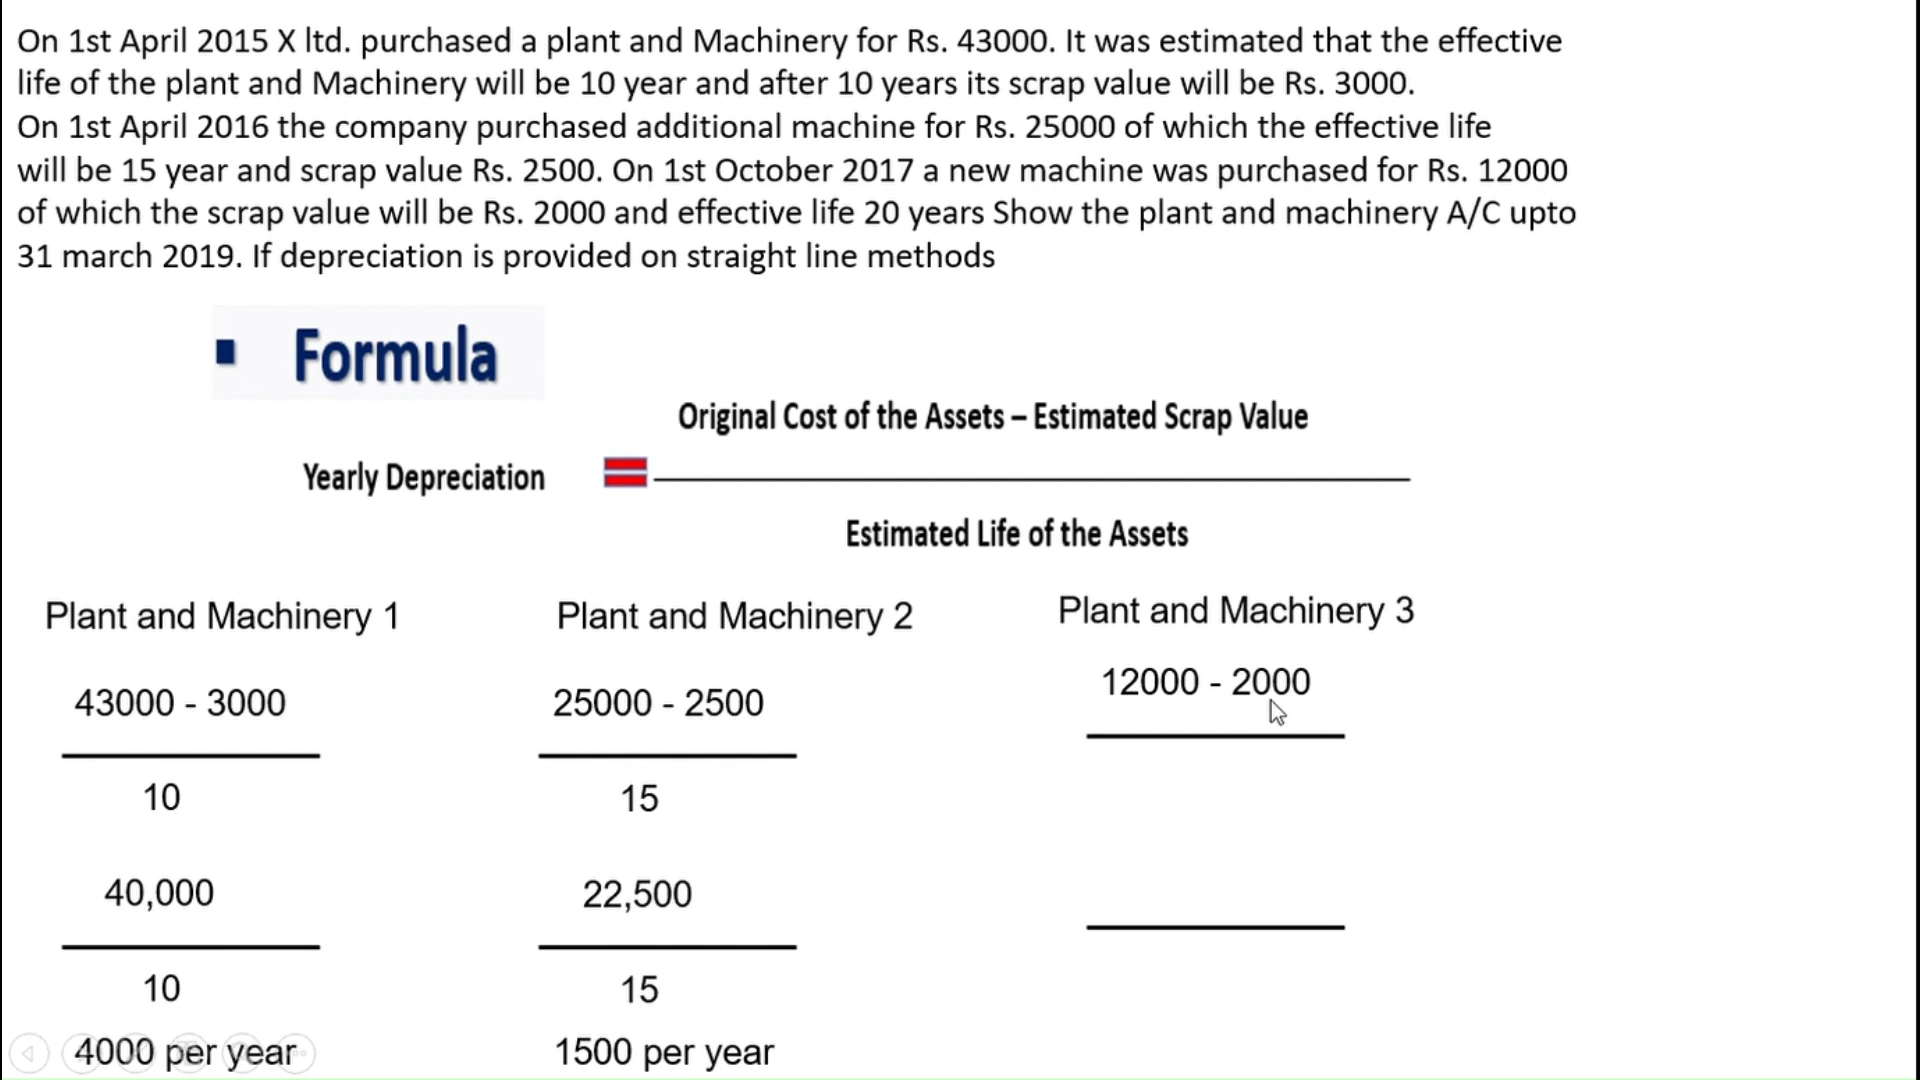 On 1st April 2015 X ltd. purchased a plant and Machinery for Rs. 43000. It was estimated that the effective
life of the plant and Machinery will be 10 year and after 10 years its scrap value will be Rs. 3000.
On 1st April 2016 the company purchased additional machine for Rs. 25000 of which the effective life
will be 15 year and scrap value Rs. 2500. On 1st October 2017 a new machine was purchased for Rs. 12000
of which the scrap value will be Rs. 2000 and effective life 20 years Show the plant and machinery A/C upto
31 march 2019. If depreciation is provided on straight line methods
▪ Formula
Original Cost of the Assets – Estimated Scrap Value
Yearly Depreciation =
Estimated Life of the Assets
Plant and Machinery 1
43000 - 3000
10
40,000
10
4000 per year
Plant and Machinery 2
25000 - 2500
15
22,500
15
1500 per year
Plant and Machinery 3
12000 - 2000